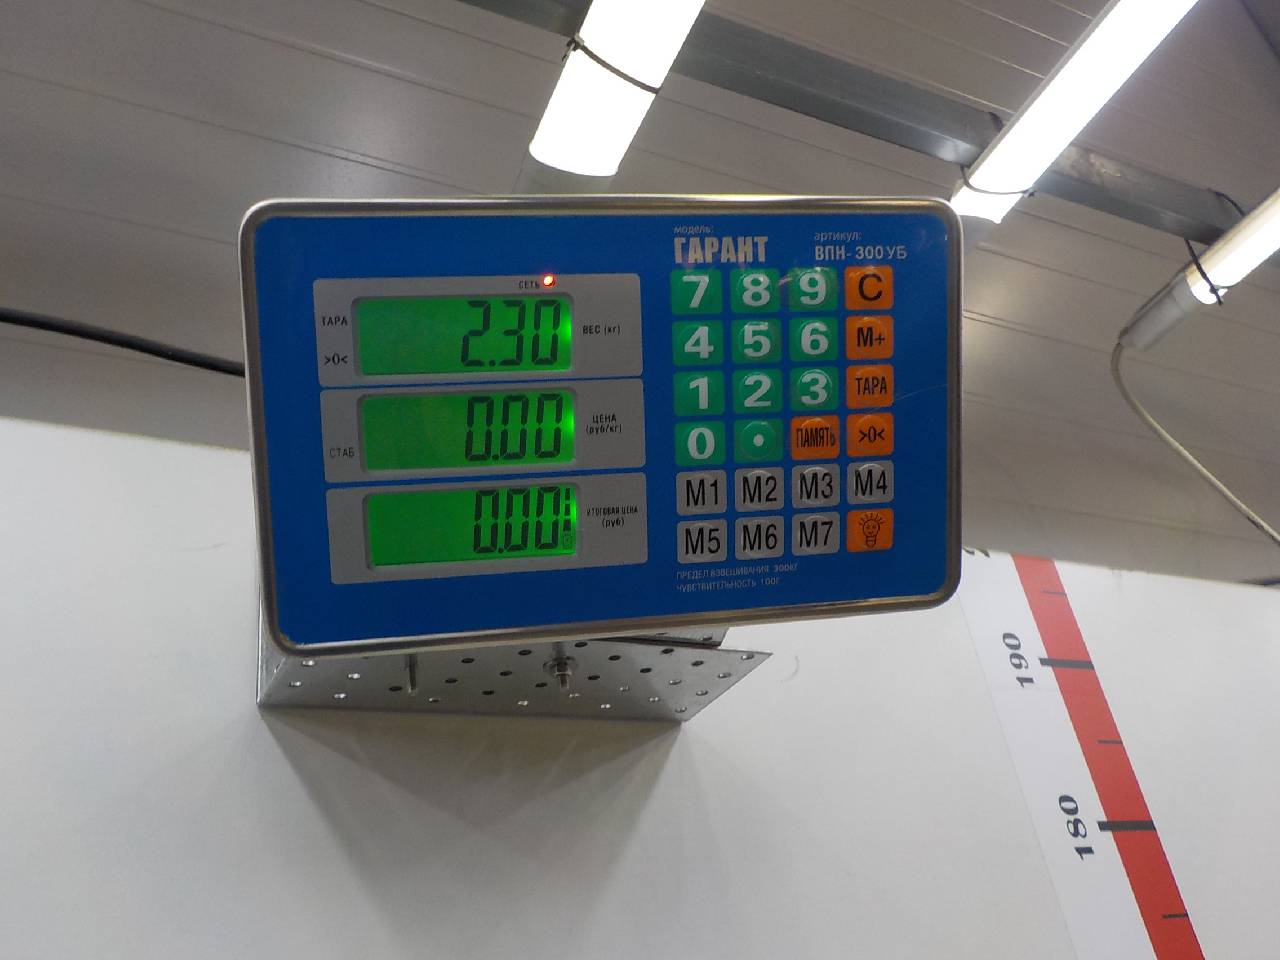 модель:
ГАРАНТ
артикул:
ВПН-300УБ
СЕТЬ
ТАРА
>0<
2.30
ВЕС (кг)
СТАБ
0.00
ЦЕНА
(руб/кг)
0.00
ИТОГОВАЯ ЦЕНА
(руб)
7 8 9 C
4 5 6 M+
1 2 3 ТАРА
0 . ПАМЯТЬ >0<
M1 M2 M3 M4
M5 M6 M7
ПРЕДЕЛ ВЗВЕШИВАНИЯ 300КГ
ЧУВСТВИТЕЛЬНОСТЬ 100Г
190
180